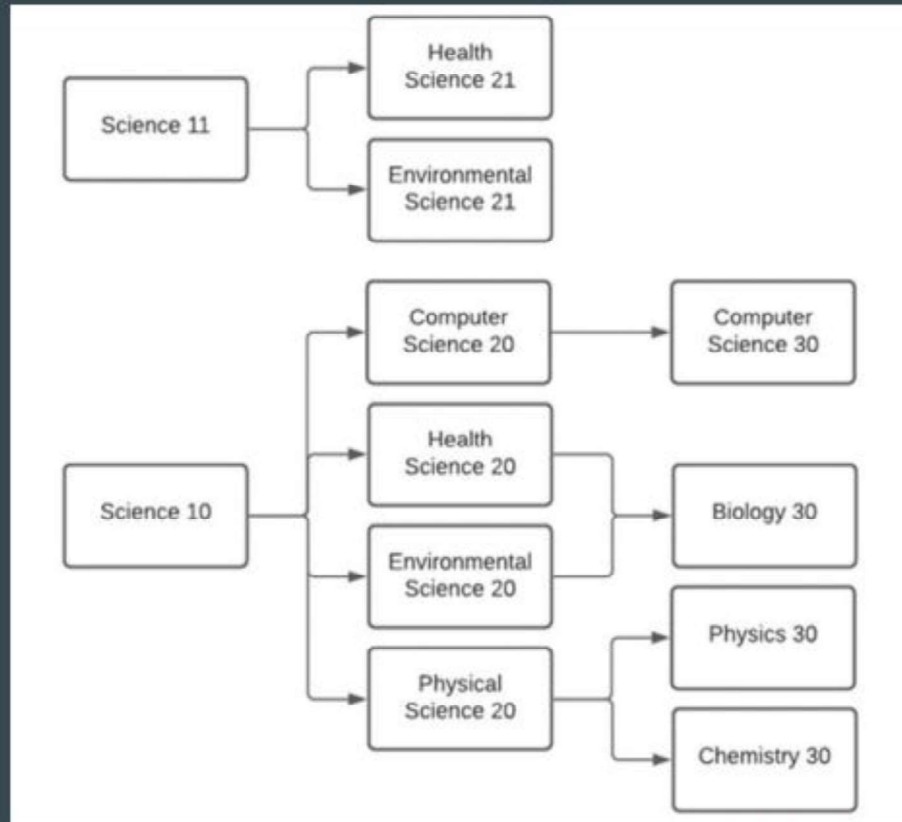 Science 11
Health
Science 21
Environmental
Science 21
Science 10
Computer
Science 20
Computer
Science 30
Health
Science 20
Environmental
Science 20
Biology 30
Physical
Science 20
Physics 30
Chemistry 30